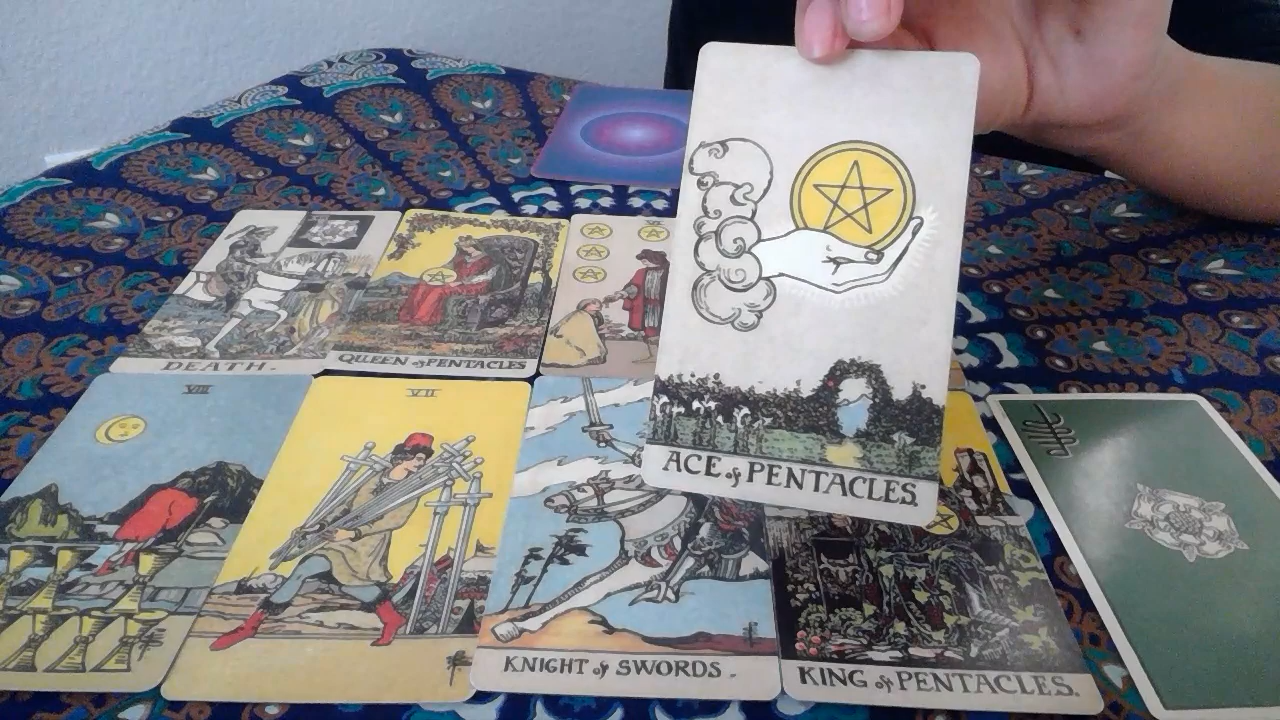 DEATH.
QUEEN of PENTACLES
ACE of PENTACLES.
VIII
VII
KNIGHT of SWORDS.
KING of PENTACLES.